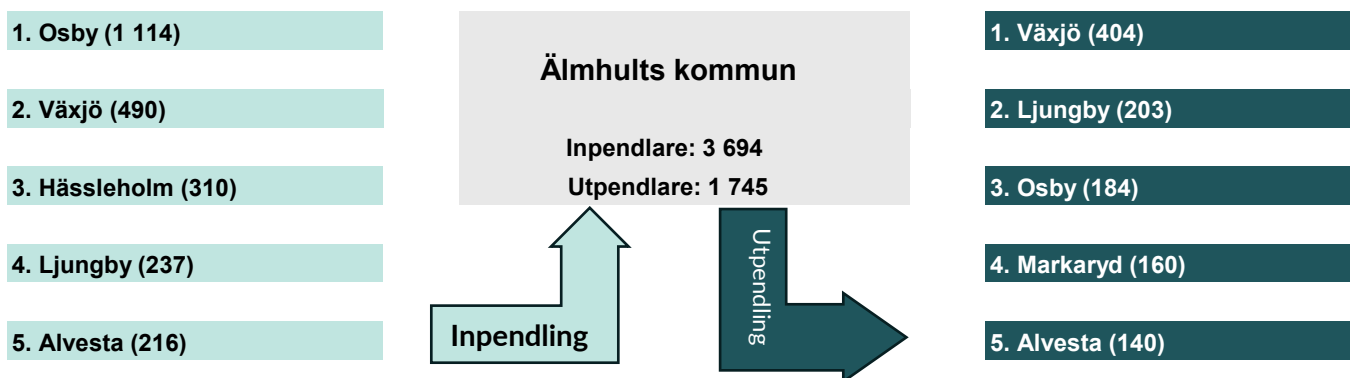 1. Osby (1 114)
2. Växjö (490)
3. Hässleholm (310)
4. Ljungby (237)
5. Alvesta (216)
Älmhults kommun
Inpendlare: 3 694
Utpendlare: 1 745
Inpendling
Utpendling
1. Växjö (404)
2. Ljungby (203)
3. Osby (184)
4. Markaryd (160)
5. Alvesta (140)